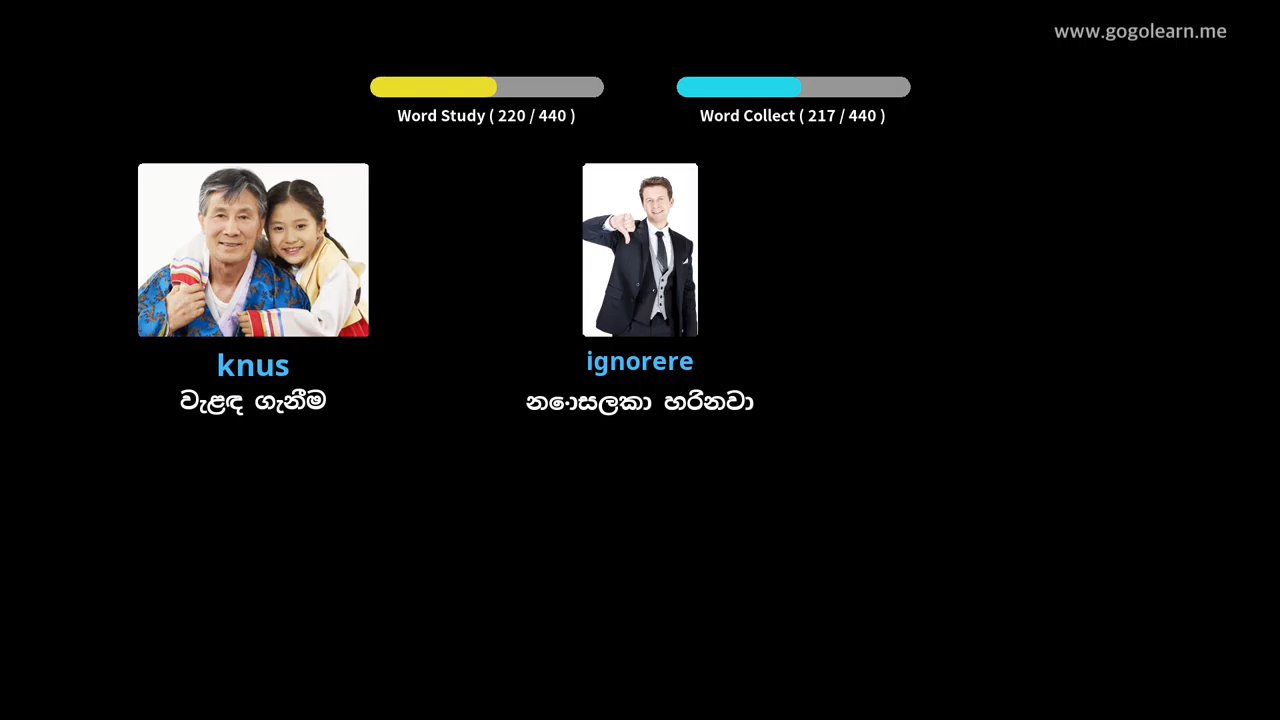 www.gogolearn.me
Word Study ( 220 / 440 )
Word Collect ( 217 / 440 )
knus
වැළඳ ගැනීම
ignorere
නොසලකා හරිනවා